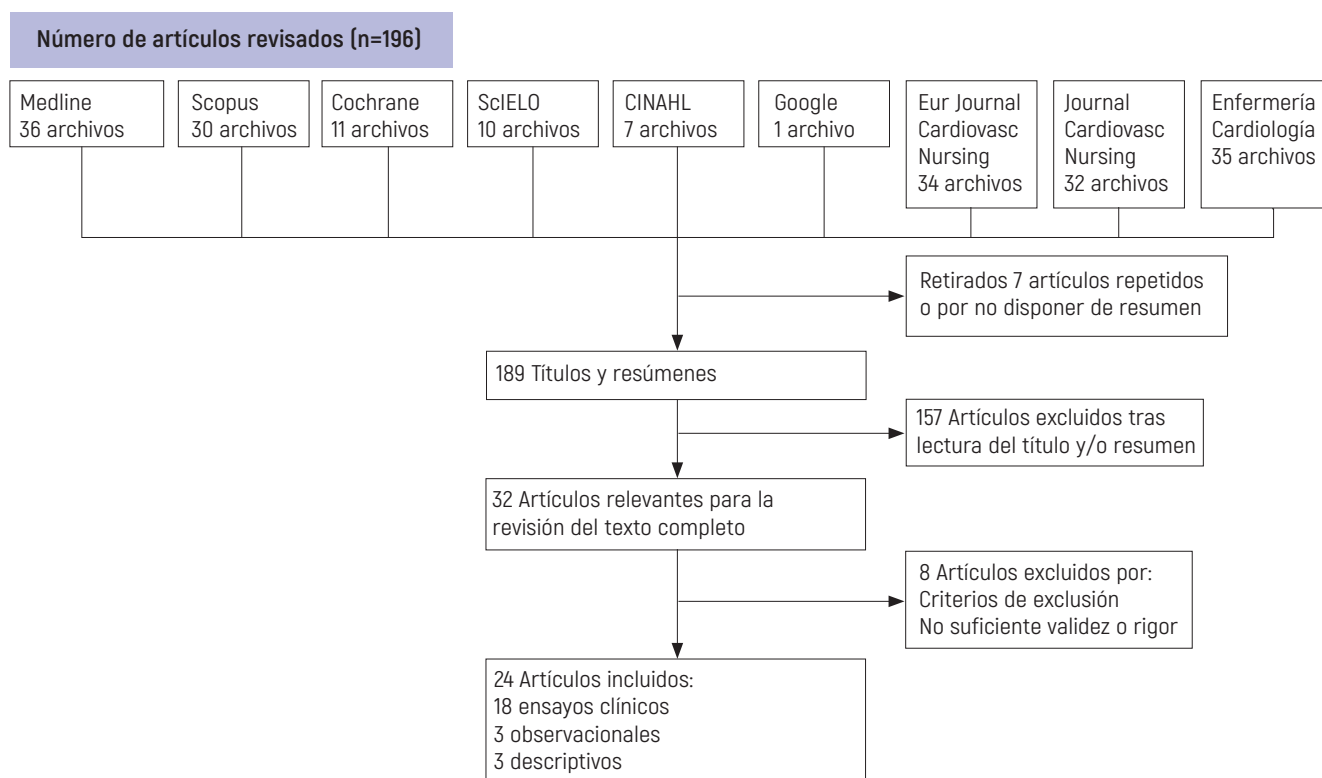 Número de artículos revisados (n=196)
Medline
36 archivos
Scopus
30 archivos
Cochrane
11 archivos
ScIELO
10 archivos
CINAHL
7 archivos
Google
1 archivo
Eur Journal
Cardiovasc
Nursing
34 archivos
Journal
Cardiovasc
Nursing
32 archivos
Enfermería
Cardiología
35 archivos
Retirados 7 artículos repetidos
o por no disponer de resumen
189 Títulos y resúmenes
157 Artículos excluidos tras
lectura del título y/o resumen
32 Artículos relevantes para la
revisión del texto completo
8 Artículos excluidos por:
Criterios de exclusión
No suficiente validez o rigor
24 Artículos incluidos:
18 ensayos clínicos
3 observacionales
3 descriptivos